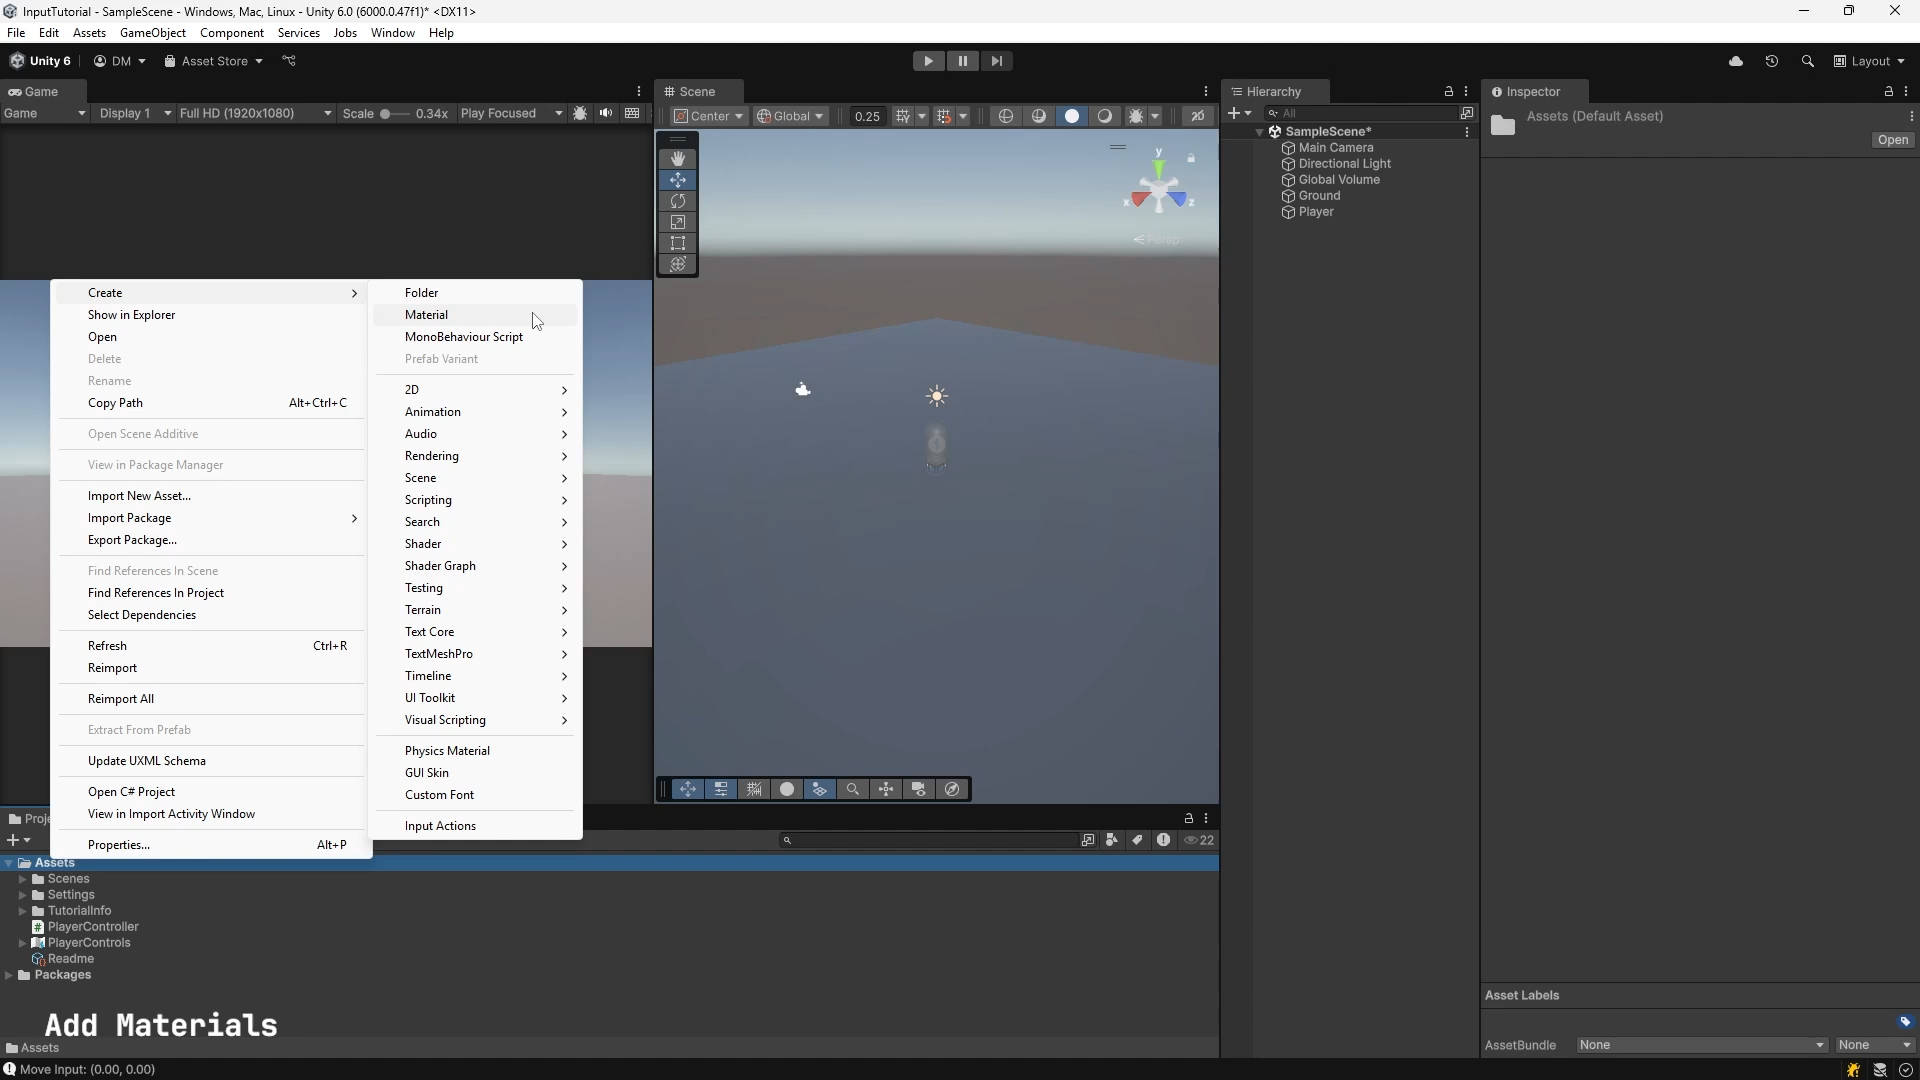 InputTutorial - SampleScene - Windows, Mac, Linux - Unity 6.0 (6000.0.47f1)* <DX11>
File Edit Assets GameObject Component Services Jobs Window Help
Unity 6 DM Asset Store Layout
Game Scene Hierarchy Inspector
Game Display 1 Full HD (1920x1080) Scale 0.34x Play Focused
Center Global 0.25 2D
All
Assets (Default Asset)
Open
SampleScene*
Main Camera
Directional Light
Global Volume
Ground
Player
y
x z
Persp
Create
Show in Explorer
Open
Delete
Rename
Copy Path Alt+Ctrl+C
Open Scene Additive
View in Package Manager
Import New Asset...
Import Package
Export Package...
Find References In Scene
Find References In Project
Select Dependencies
Refresh Ctrl+R
Reimport
Reimport All
Extract From Prefab
Update UXML Schema
Open C# Project
View in Import Activity Window
Properties... Alt+P
Folder
Material
MonoBehaviour Script
Prefab Variant
2D
Animation
Audio
Rendering
Scene
Scripting
Search
Shader
Shader Graph
Testing
Terrain
Text Core
TextMeshPro
Timeline
UI Toolkit
Visual Scripting
Physics Material
GUI Skin
Custom Font
Input Actions
Proje
22
Assets
Scenes
Settings
TutorialInfo
PlayerController
PlayerControls
Readme
Packages
Add Materials
Assets
Asset Labels
AssetBundle None None
Move Input: (0.00, 0.00)